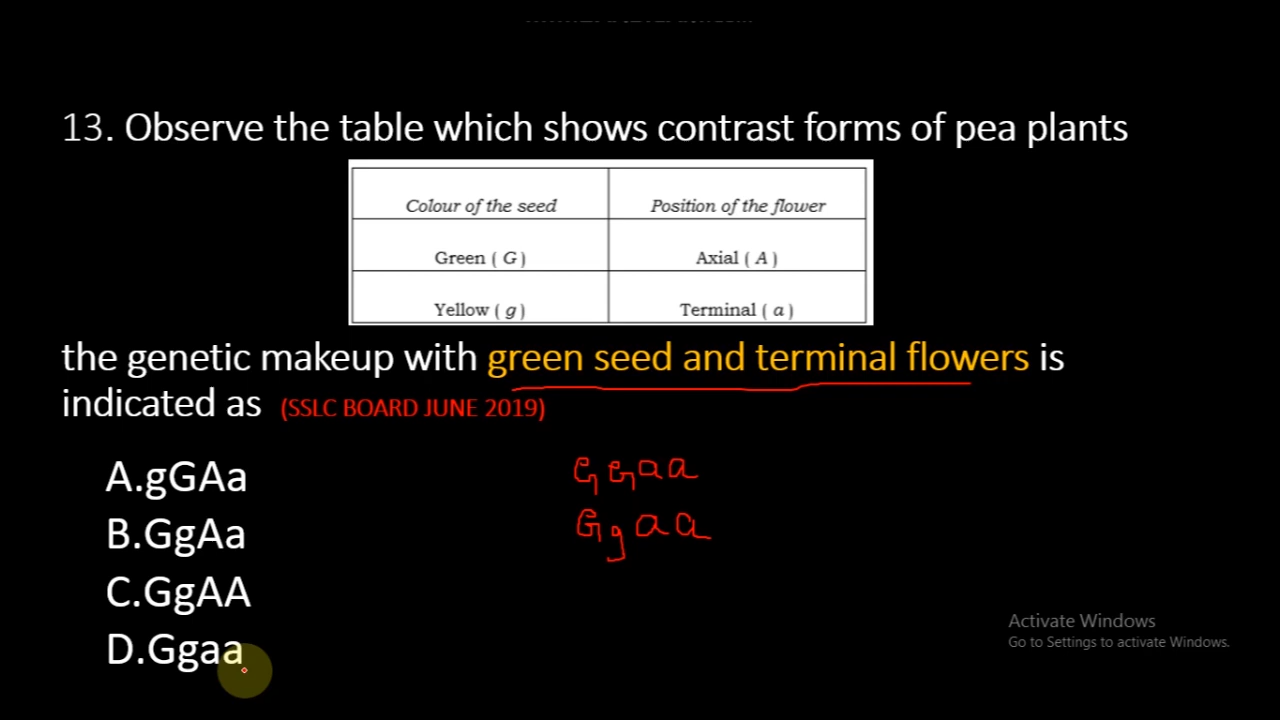 13. Observe the table which shows contrast forms of pea plants
Colour of the seed Position of the flower
Green ( G ) Axial ( A )
Yellow ( g ) Terminal ( a )
the genetic makeup with green seed and terminal flowers is
indicated as (SSLC BOARD JUNE 2019)
A.gGAa
B.GgAa
C.GgAA
D.Ggaa
GGaa
Ggaa
Activate Windows
Go to Settings to activate Windows.